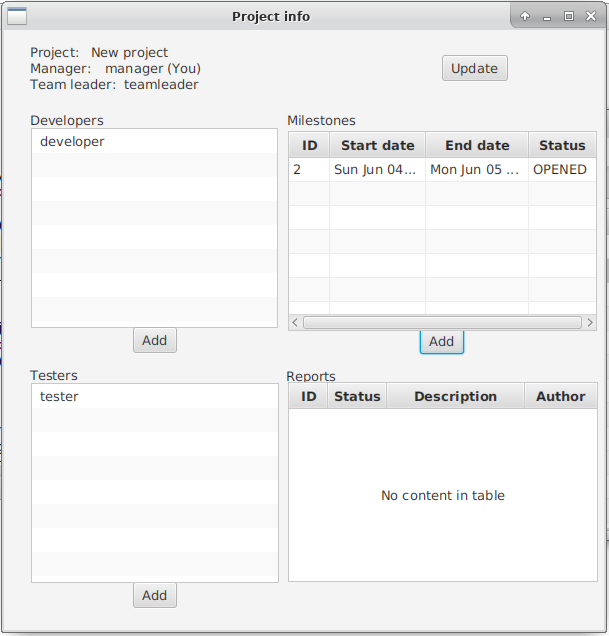 Project info
Project: New project
Manager: manager (You)
Team leader: teamleader
Update
Developers
developer
Add
Milestones
ID Start date End date Status
2 Sun Jun 04... Mon Jun 05 ... OPENED
Add
Testers
tester
Add
Reports
ID Status Description Author
No content in table